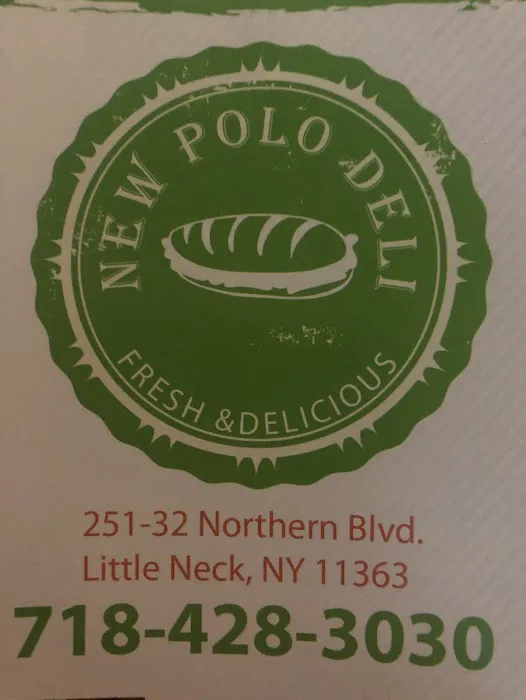 NEW POLO DELI
FRESH &DELICIOUS
251-32 Northern Blvd.
Little Neck, NY 11363
718-428-3030